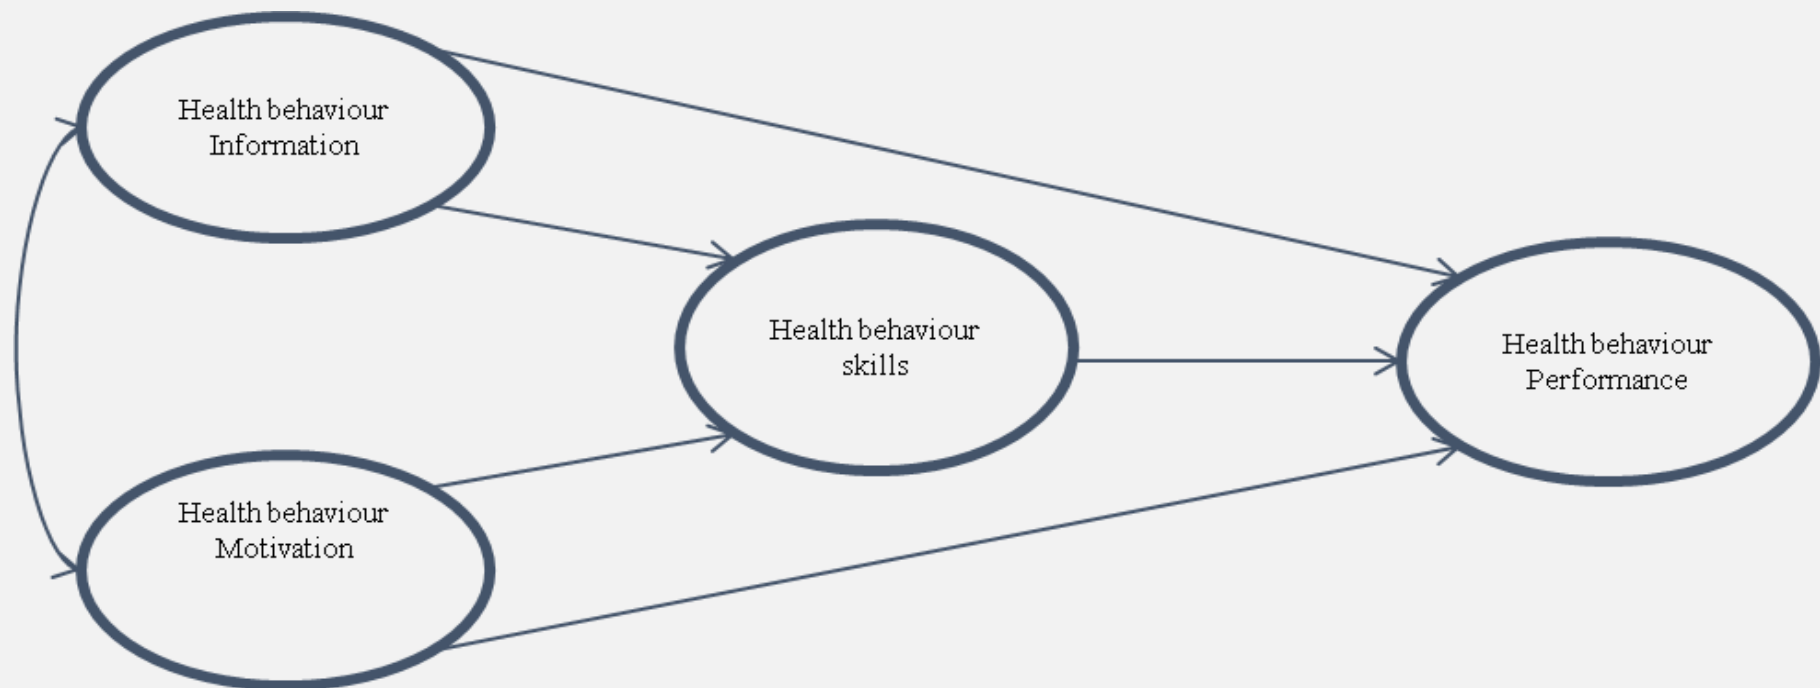 Health behaviour
Information
Health behaviour
skills
Health behaviour
Performance
Health behaviour
Motivation